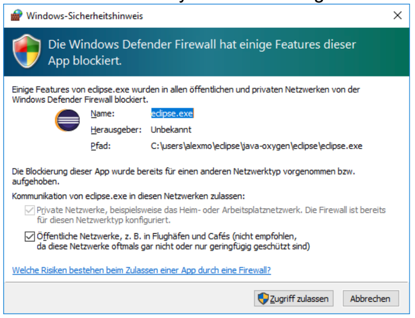 Windows-Sicherheitshinweis
Die Windows Defender Firewall hat einige Features dieser
App blockiert.
Einige Features von eclipse.exe wurden in allen öffentlichen und privaten Netzwerken von der
Windows Defender Firewall blockiert.
Name: eclipse.exe
Herausgeber: Unbekannt
Pfad: C:\users\alexmo\eclipse\java-oxygen\eclipse\eclipse.exe
Die Blockierung dieser App wurde bereits für einen anderen Netzwerktyp vorgenommen bzw.
aufgehoben.
Kommunikation von eclipse.exe in diesen Netzwerken zulassen:
Private Netzwerke, beispielsweise das Heim- oder Arbeitsplatznetzwerk. Die Firewall ist bereits
für diesen Netzwerktyp konfiguriert.
Öffentliche Netzwerke, z. B. in Flughäfen und Cafés (nicht empfohlen,
da diese Netzwerke oftmals gar nicht oder nur geringfügig geschützt sind)
Welche Risiken bestehen beim Zulassen einer App durch eine Firewall?
Zugriff zulassen Abbrechen